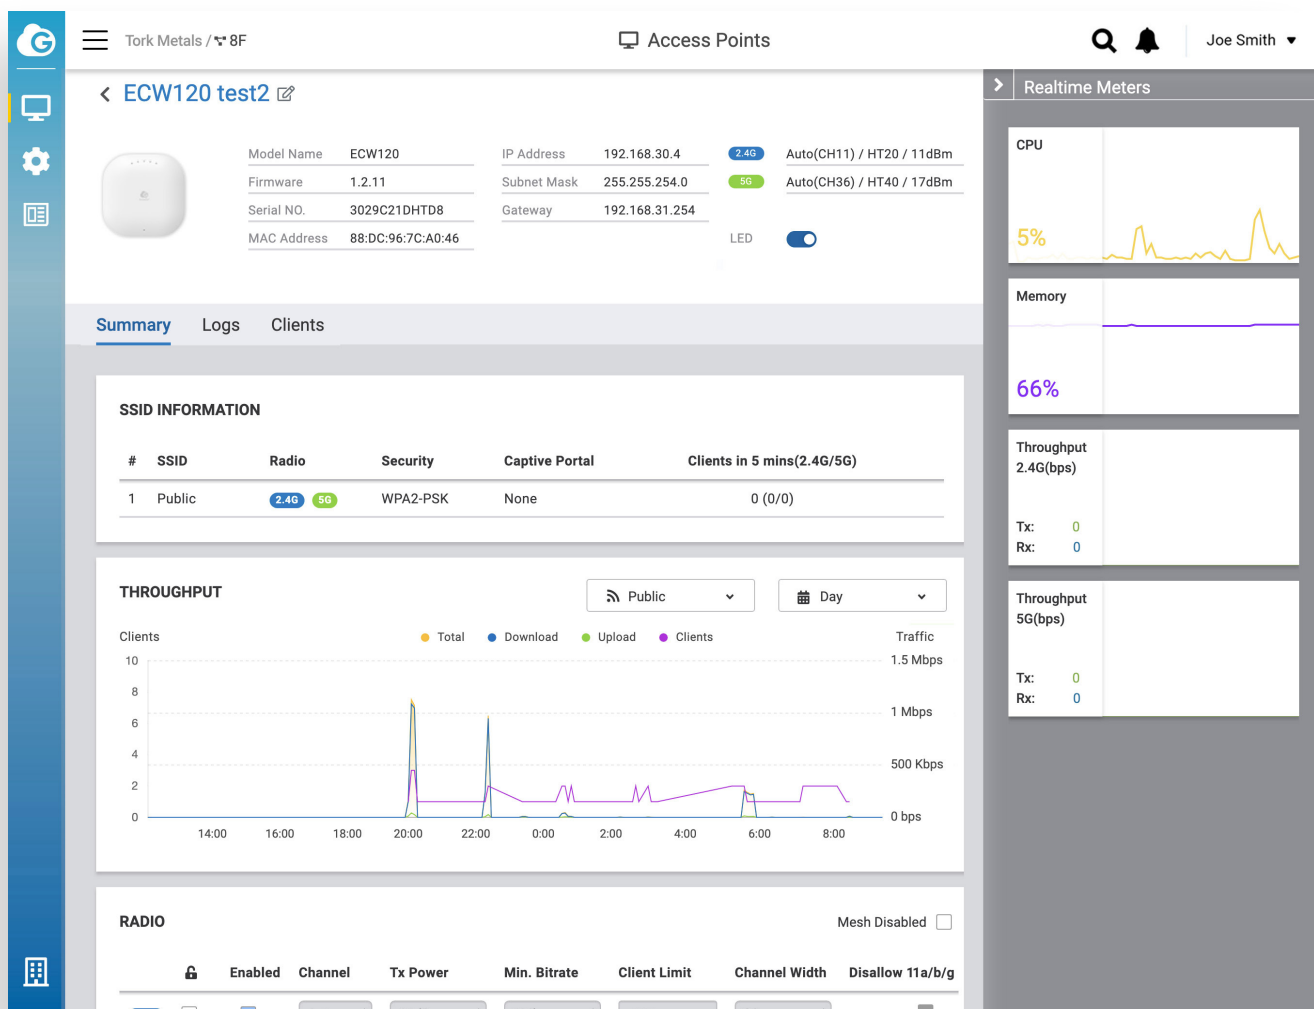 Tork Metals / 8F
Access Points
Joe Smith
ECW120 test2
Model Name ECW120
Firmware 1.2.11
Serial NO. 3029C21DHTD8
MAC Address 88:DC:96:7C:A0:46
IP Address 192.168.30.4
Subnet Mask 255.255.254.0
Gateway 192.168.31.254
2.4G Auto(CH11) / HT20 / 11dBm
5G Auto(CH36) / HT40 / 17dBm
LED
Summary Logs Clients
SSID INFORMATION
# SSID Radio Security Captive Portal Clients in 5 mins(2.4G/5G)
1 Public 2.4G 5G WPA2-PSK None 0 (0/0)
THROUGHPUT
Public
Day
Clients
Total Download Upload Clients
Traffic
10
8
6
4
2
0
1.5 Mbps
1 Mbps
500 Kbps
0 bps
14:00 16:00 18:00 20:00 22:00 0:00 2:00 4:00 6:00 8:00
RADIO
Mesh Disabled
Enabled Channel Tx Power Min. Bitrate Client Limit Channel Width Disallow 11a/b/g
Realtime Meters
CPU
5%
Memory
66%
Throughput
2.4G(bps)
Tx: 0
Rx: 0
Throughput
5G(bps)
Tx: 0
Rx: 0